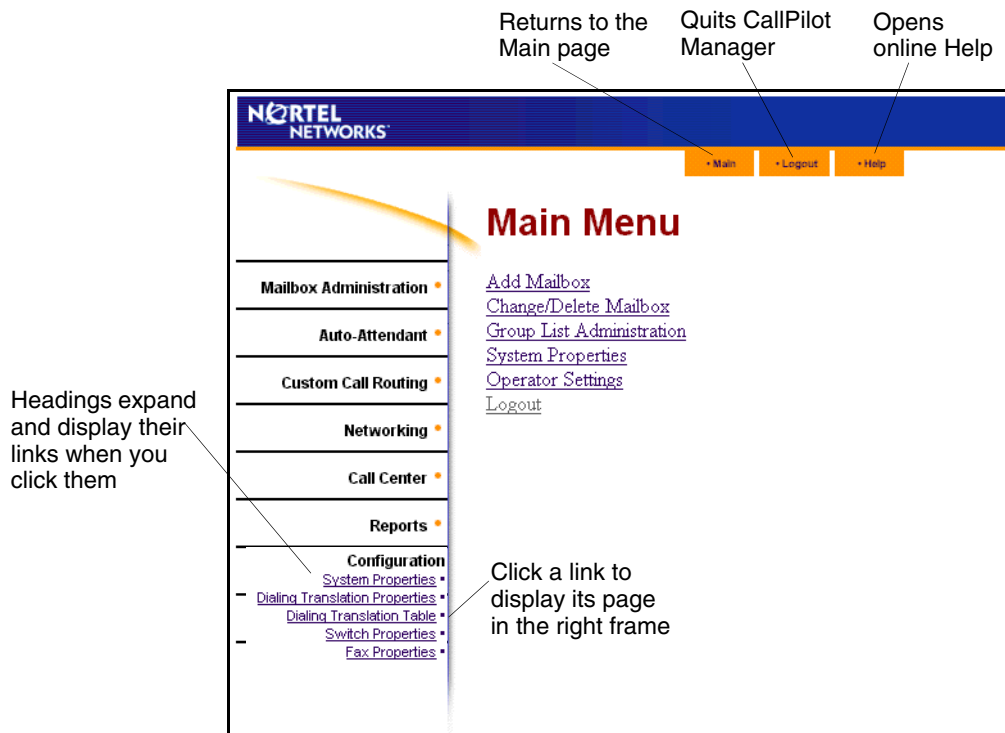 Returns to the
Main page
Quits CallPilot
Manager
Opens
online Help
NORTEL
NETWORKS
• Main
• Logout
• Help
Main Menu
Add Mailbox
Change/Delete Mailbox
Group List Administration
System Properties
Operator Settings
Logout
Mailbox Administration •
Auto-Attendant •
Custom Call Routing •
Networking •
Call Center •
Reports •
Configuration
System Properties ▪
Dialing Translation Properties ▪
Dialing Translation Table ▪
Switch Properties ▪
Fax Properties ▪
Headings expand
and display their
links when you
click them
Click a link to
display its page
in the right frame